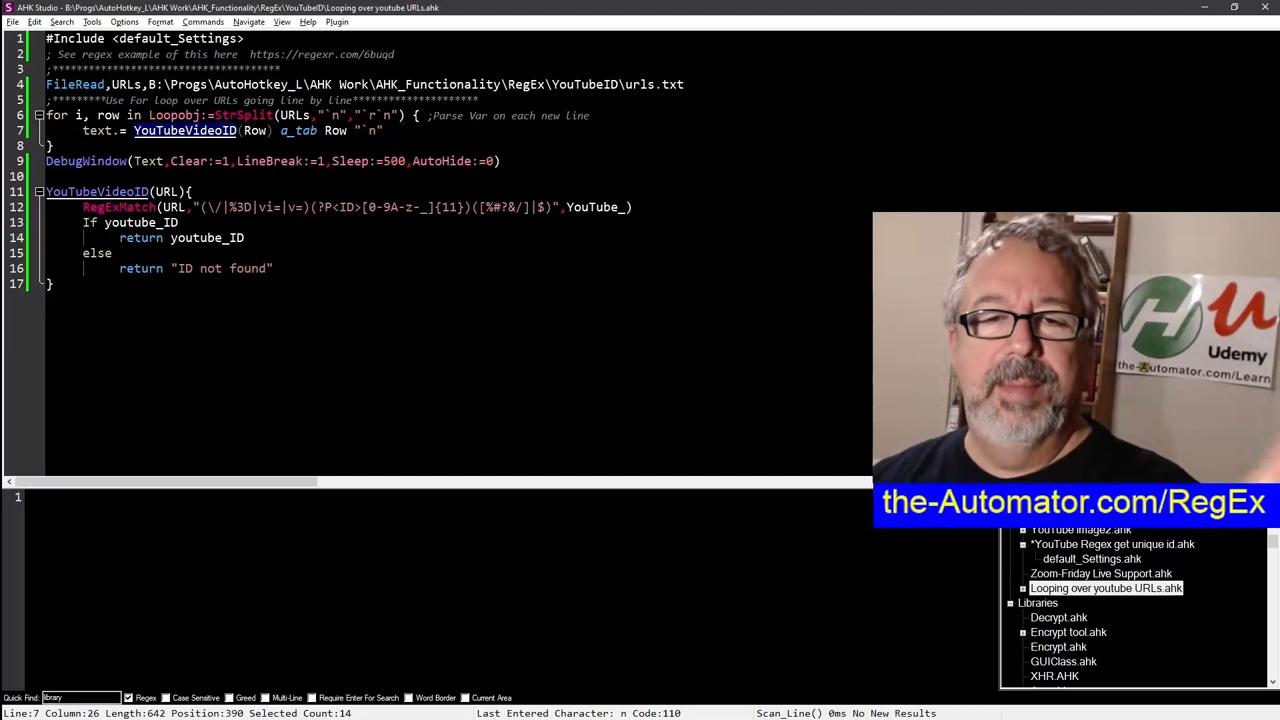 AHK Studio - B:\Progs\AutoHotkey_L\AHK Work\AHK_Functionality\RegEx\YouTubeID\Looping over youtube URLs.ahk
File Edit Search Tools Options Format Commands Navigate View Help Plugin
1 #Include <default_Settings>
2 ; See regex example of this here https://regexr.com/6buqd
3 ;***********************************
4 FileRead,URLs,B:\Progs\AutoHotkey_L\AHK Work\AHK_Functionality\RegEx\YouTubeID\urls.txt
5 ;*********Use For loop over URLs going line by line*********************
6 for i, row in Loopobj:=StrSplit(URLs,"`n","`r`n") { ;Parse Var on each new line
7 text.= YouTubeVideoID(Row) a_tab Row "`n"
8 }
9 DebugWindow(Text,Clear:=1,LineBreak:=1,Sleep:=500,AutoHide:=0)
10
11 YouTubeVideoID(URL){
12 RegExMatch(URL,"(\/|%3D|vi=|v=)(?P<ID>[0-9A-z-_]{11})([%#?&/]|$)",YouTube_)
13 If youtube_ID
14 return youtube_ID
15 else
16 return "ID not found"
17 }
Udemy
the-Automator.com/Learn
the-Automator.com/RegEx
1
YouTube Image2.ahk
*YouTube Regex get unique id.ahk
default_Settings.ahk
Zoom-Friday Live Support.ahk
Looping over youtube URLs.ahk
Libraries
Decrypt.ahk
Encrypt tool.ahk
Encrypt.ahk
GUIClass.ahk
XHR.AHK
Quick Find: library Regex Case Sensitive Greed Multi-Line Require Enter For Search Word Border Current Area
Line:7 Column:26 Length:642 Position:390 Selected Count:14 Last Entered Character: n Code:110 Scan_Line() 0ms No New Results